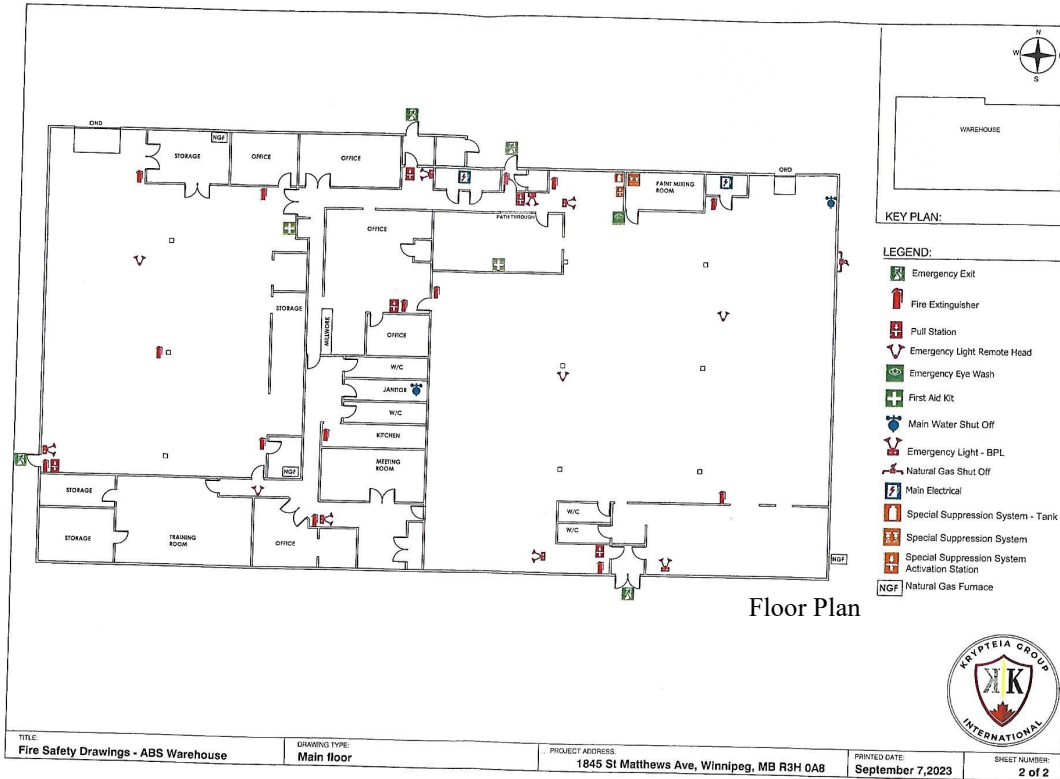 N
W
S
WAREHOUSE
KEY PLAN:
LEGEND:
Emergency Exit
Fire Extinguisher
Pull Station
Emergency Light Remote Head
Emergency Eye Wash
First Aid Kit
Main Water Shut Off
Emergency Light - BPL
Natural Gas Shut Off
Main Electrical
Special Suppression System - Tank
Special Suppression System
Special Suppression System
Activation Station
NGF Natural Gas Furnace
OHD
NGF
STORAGE
OFFICE
OFFICE
PAINT MIXING
ROOM
OHD
OFFICE
PATH THROUGH
STORAGE
MILLWORK
OFFICE
W/C
JANITOR
W/C
KITCHEN
MEETING
ROOM
NGF
STORAGE
STORAGE
TRAINING
ROOM
OFFICE
W/C
W/C
NGF
Floor Plan
KRYPTEIA GROUP
KK
INTERNATIONAL
TITLE:
Fire Safety Drawings - ABS Warehouse
DRAWING TYPE:
Main floor
PROJECT ADDRESS:
1845 St Matthews Ave, Winnipeg, MB R3H 0A8
PRINTED DATE:
September 7,2023
SHEET NUMBER:
2 of 2